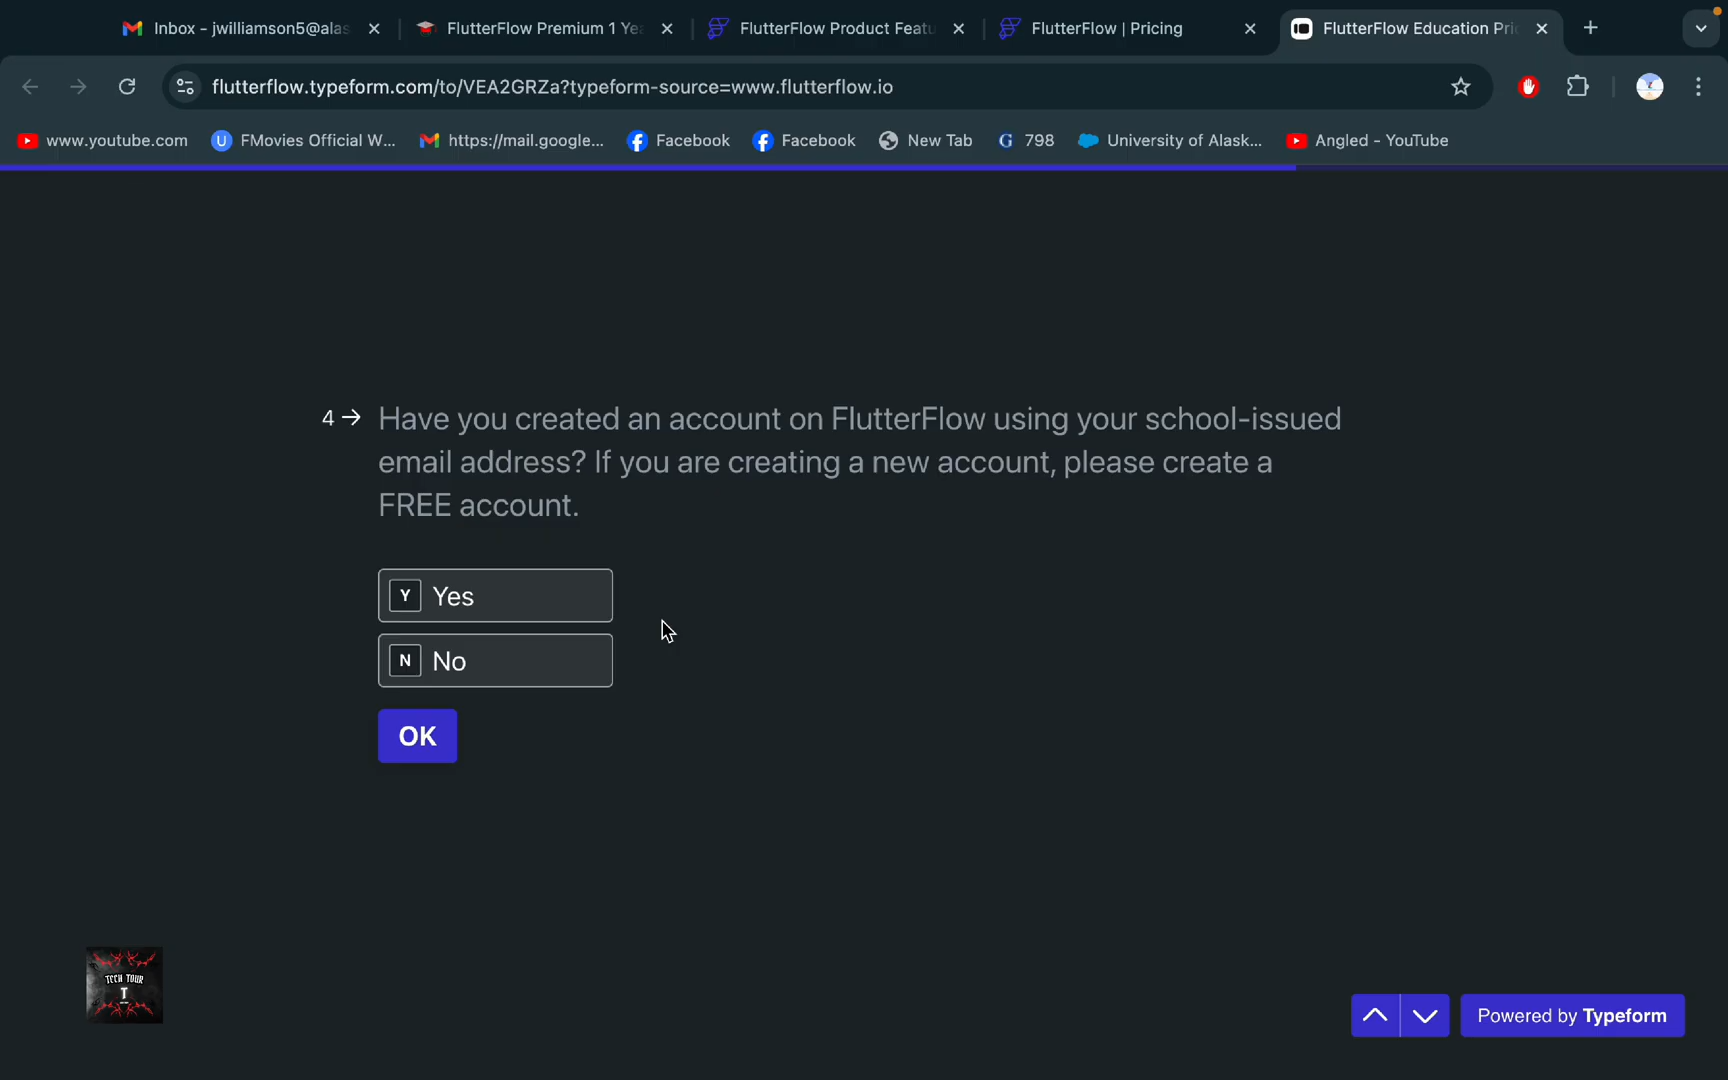 Inbox - jwilliamson5@alas
FlutterFlow Premium 1 Ye
FlutterFlow Product Featu
FlutterFlow | Pricing
FlutterFlow Education Pri
flutterflow.typeform.com/to/VEA2GRZa?typeform-source=www.flutterflow.io
www.youtube.com
U FMovies Official W...
https://mail.google...
Facebook
Facebook
New Tab
G 798
University of Alask...
Angled - YouTube
4 → Have you created an account on FlutterFlow using your school-issued
email address? If you are creating a new account, please create a
FREE account.
Y Yes
N No
OK
TECH TOUR
T
Powered by Typeform